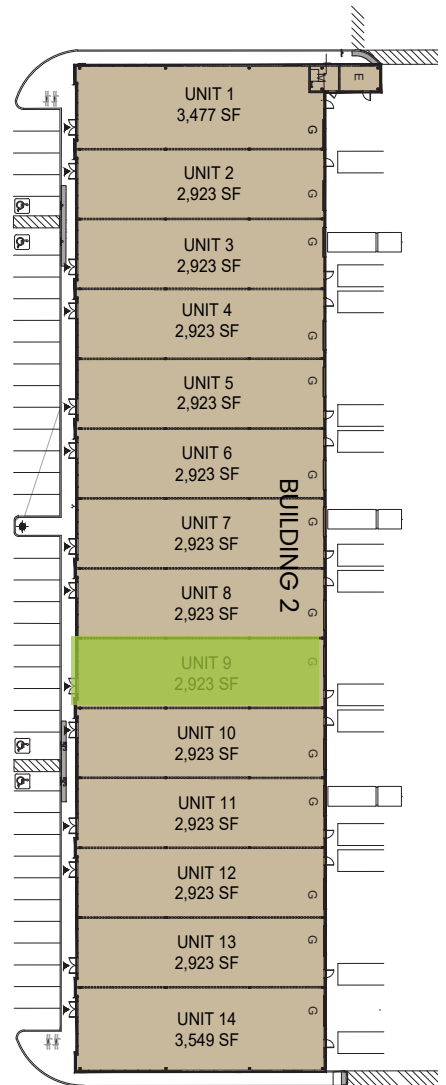 E
M
UNIT 1
3,477 SF
G
UNIT 2
2,923 SF
G
UNIT 3
2,923 SF
G
UNIT 4
2,923 SF
G
UNIT 5
2,923 SF
G
UNIT 6
2,923 SF
G
BUILDING 2
UNIT 7
2,923 SF
G
UNIT 8
2,923 SF
G
UNIT 9
2,923 SF
G
UNIT 10
2,923 SF
G
UNIT 11
2,923 SF
G
UNIT 12
2,923 SF
G
UNIT 13
2,923 SF
G
UNIT 14
3,549 SF
G